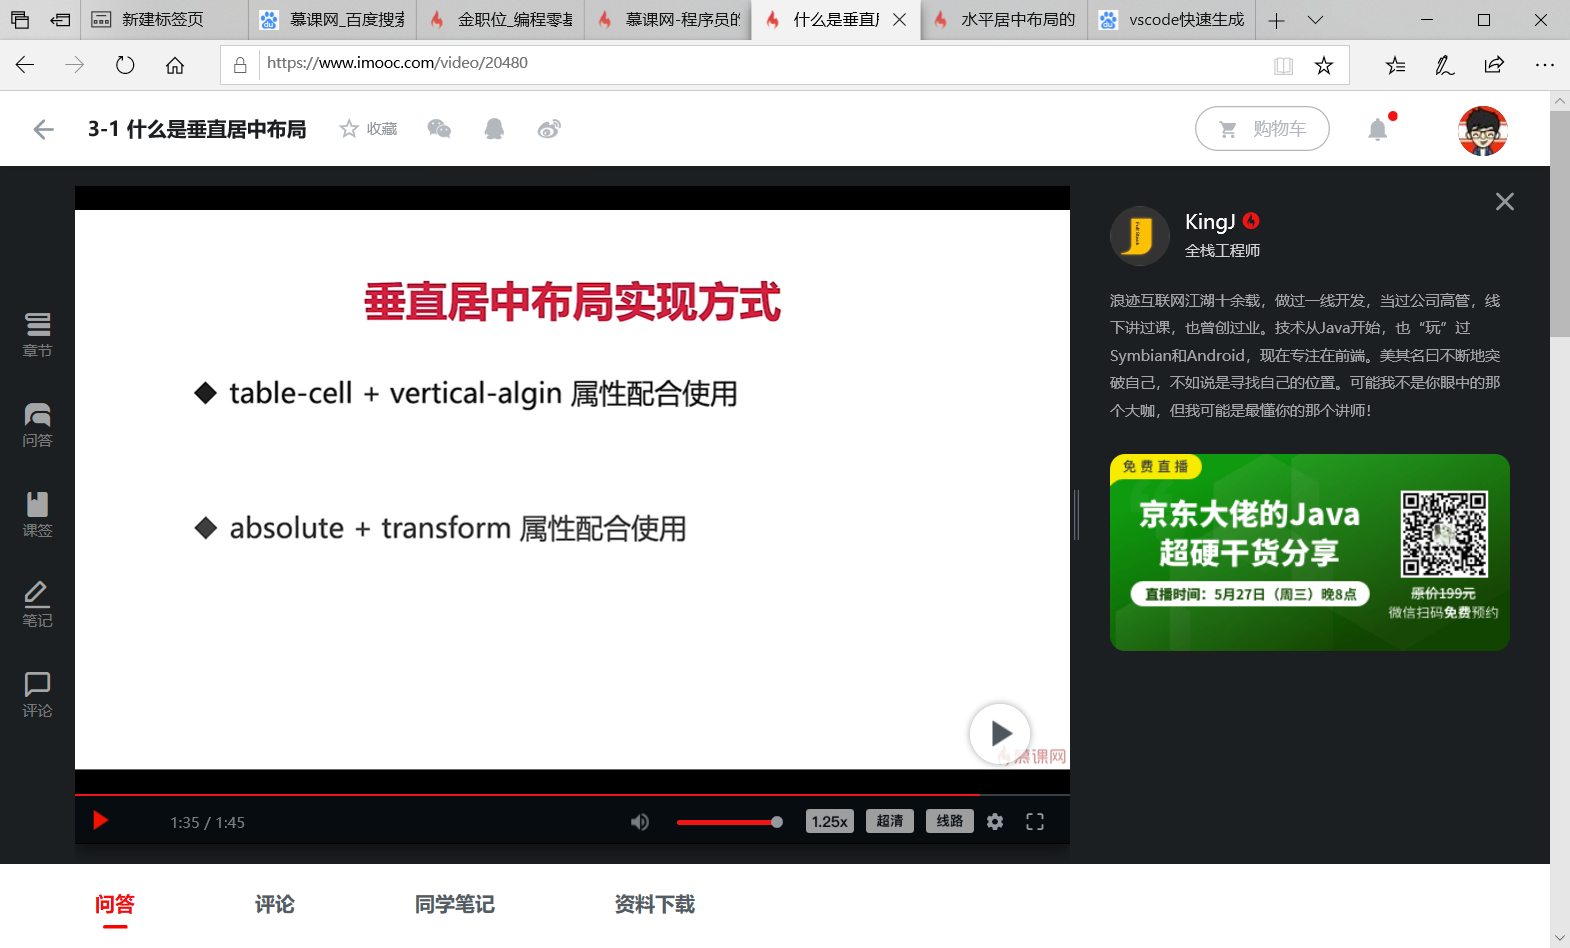 新建标签页
慕课网_百度搜索
金职位_编程零基
慕课网-程序员的
什么是垂直居
水平居中布局的
vscode快速生成
https://www.imooc.com/video/20480
3-1 什么是垂直居中布局
收藏
购物车
垂直居中布局实现方式
table-cell + vertical-algin 属性配合使用
absolute + transform 属性配合使用
慕课网
1:35 / 1:45
1.25x
超清
线路
章节
问答
课签
笔记
评论
KingJ
全栈工程师
浪迹互联网江湖十余载，做过一线开发，当过公司高管，线
下讲过课，也曾创过业。技术从Java开始，也“玩”过
Symbian和Android，现在专注在前端。美其名曰不断地突
破自己，不如说是寻找自己的位置。可能我不是你眼中的那
个大咖，但我可能是最懂你的那个讲师！
免费直播
京东大佬的Java
超硬干货分享
直播时间：5月27日（周三）晚8点
原价199元
微信扫码免费预约
问答
评论
同学笔记
资料下载